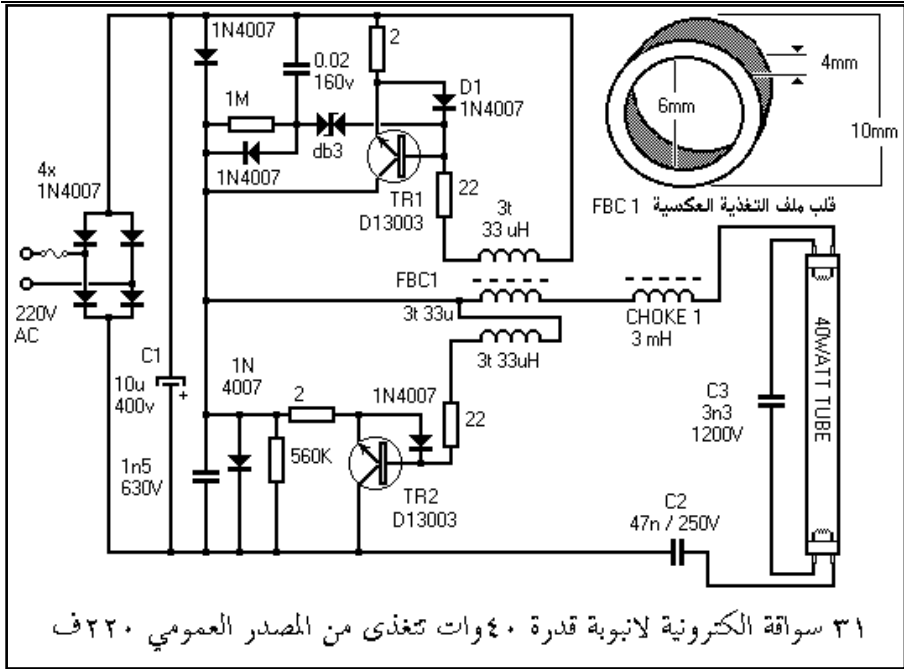 1N4007
2
0.02
160v
D1
1N4007
1M
db3
1N4007
TR1
D13003
22
3t
33 uH
4mm
6mm
10mm
قلب ملف التغذية العكسية FBC 1
4x
1N4007
220V
AC
C1
10u
400v
+
1n5
630V
FBC1
3t 33u
3t 33uH
CHOKE 1
3 mH
1N
4007
2
1N4007
560K
22
TR2
D13003
C3
3n3
1200V
40WATT TUBE
C2
47n / 250V
٣١ سواقة الكترونية لانبوبة قدرة ٤٠ وات تتغذى من المصدر العمومي ٢٢٠ف